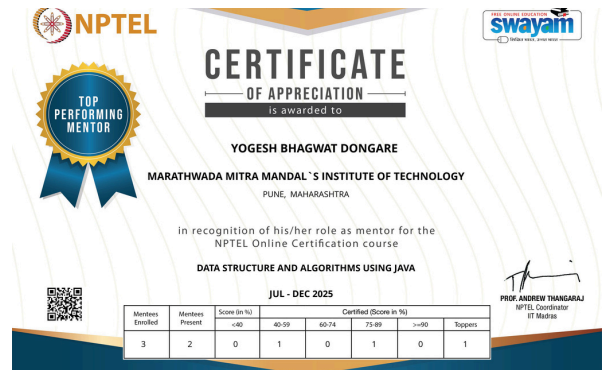 NPTEL
FREE ONLINE EDUCATION
swayam
शिक्षित भारत, उन्नत भारत
CERTIFICATE
OF APPRECIATION
is awarded to
TOP
PERFORMING
MENTOR
YOGESH BHAGWAT DONGARE
MARATHWADA MITRA MANDAL`S INSTITUTE OF TECHNOLOGY
PUNE, MAHARASHTRA
in recognition of his/her role as mentor for the
NPTEL Online Certification course
DATA STRUCTURE AND ALGORITHMS USING JAVA
JUL - DEC 2025
PROF. ANDREW THANGARAJ
NPTEL Coordinator
IIT Madras
Mentees Enrolled Mentees Present Score (in %) Certified (Score in %)
<40 40-59 60-74 75-89 >=90 Toppers
3 2 0 1 0 1 0 1